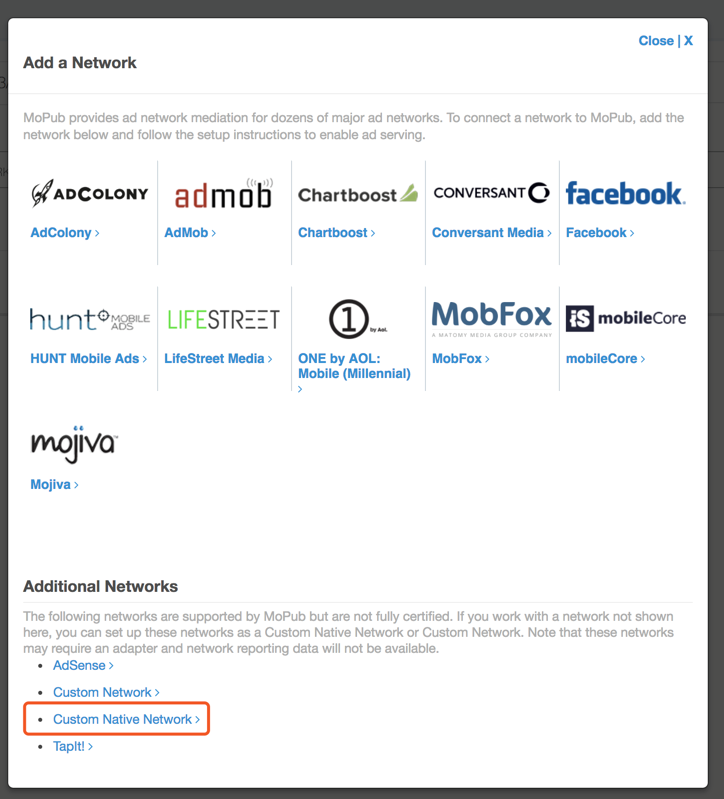 Close | X
Add a Network
MoPub provides ad network mediation for dozens of major ad networks. To connect a network to MoPub, add the
network below and follow the setup instructions to enable ad serving.
ADCOLONY admob Chartboost CONVERSANT facebook.
AdColony › AdMob › Chartboost › Conversant Media › Facebook ›
hunt MOBILE ADS LIFESTREET 1 by Aol. MobFox A MATOMY MEDIA GROUP COMPANY iS mobileCore
HUNT Mobile Ads › LifeStreet Media › ONE by AOL: Mobile (Millennial) › MobFox › mobileCore ›
mojiva™
Mojiva ›
Additional Networks
The following networks are supported by MoPub but are not fully certified. If you work with a network not shown
here, you can set up these networks as a Custom Native Network or Custom Network. Note that these networks
may require an adapter and network reporting data will not be available.
• AdSense ›
• Custom Network ›
• Custom Native Network ›
• TapIt! ›